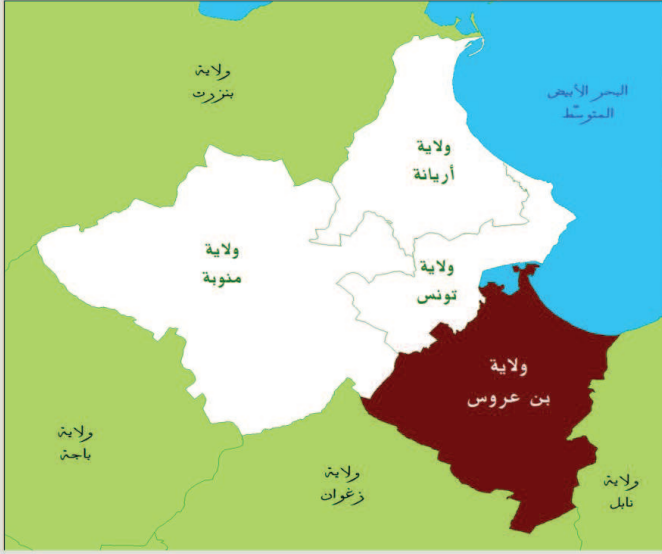 ولاية
بنزرت
البحر الأبيض
المتوسّط
ولاية
أريانة
ولاية
منوبة
ولاية
تونس
ولاية
بن عروس
ولاية
باجة
ولاية
زغوان
ولاية
نابل